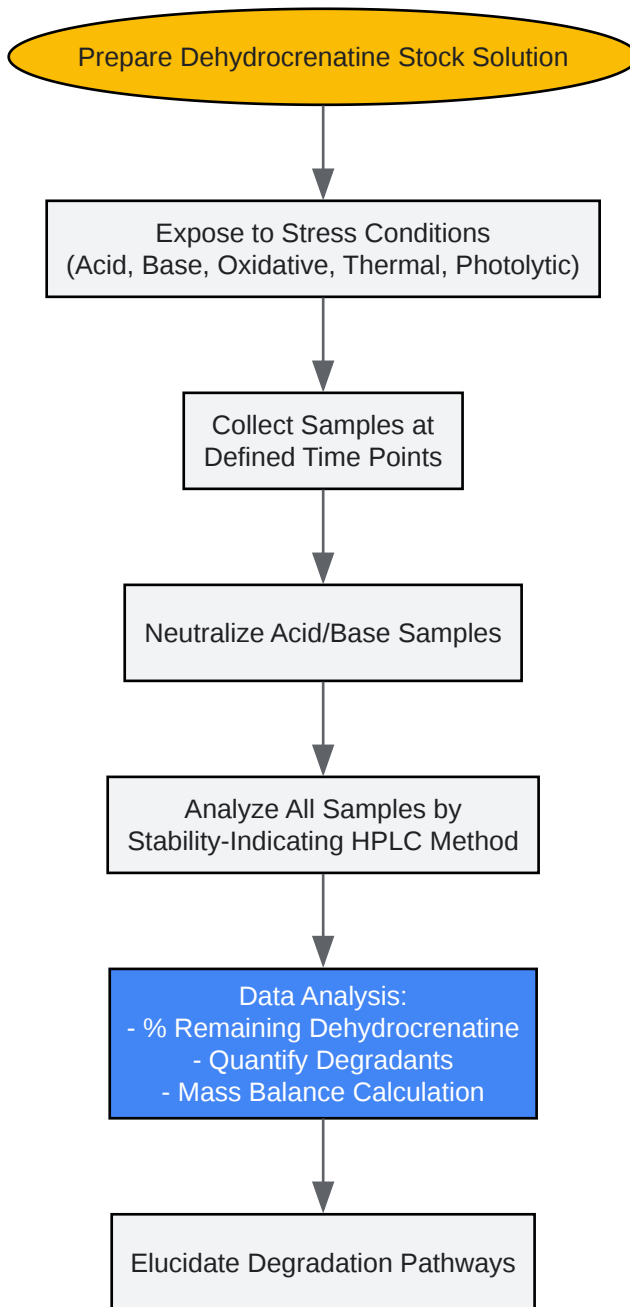 Prepare Dehydrocrenatine Stock Solution
Expose to Stress Conditions
(Acid, Base, Oxidative, Thermal, Photolytic)
Collect Samples at
Defined Time Points
Neutralize Acid/Base Samples
Analyze All Samples by
Stability-Indicating HPLC Method
Data Analysis:
- % Remaining Dehydrocrenatine
- Quantify Degradants
- Mass Balance Calculation
Elucidate Degradation Pathways